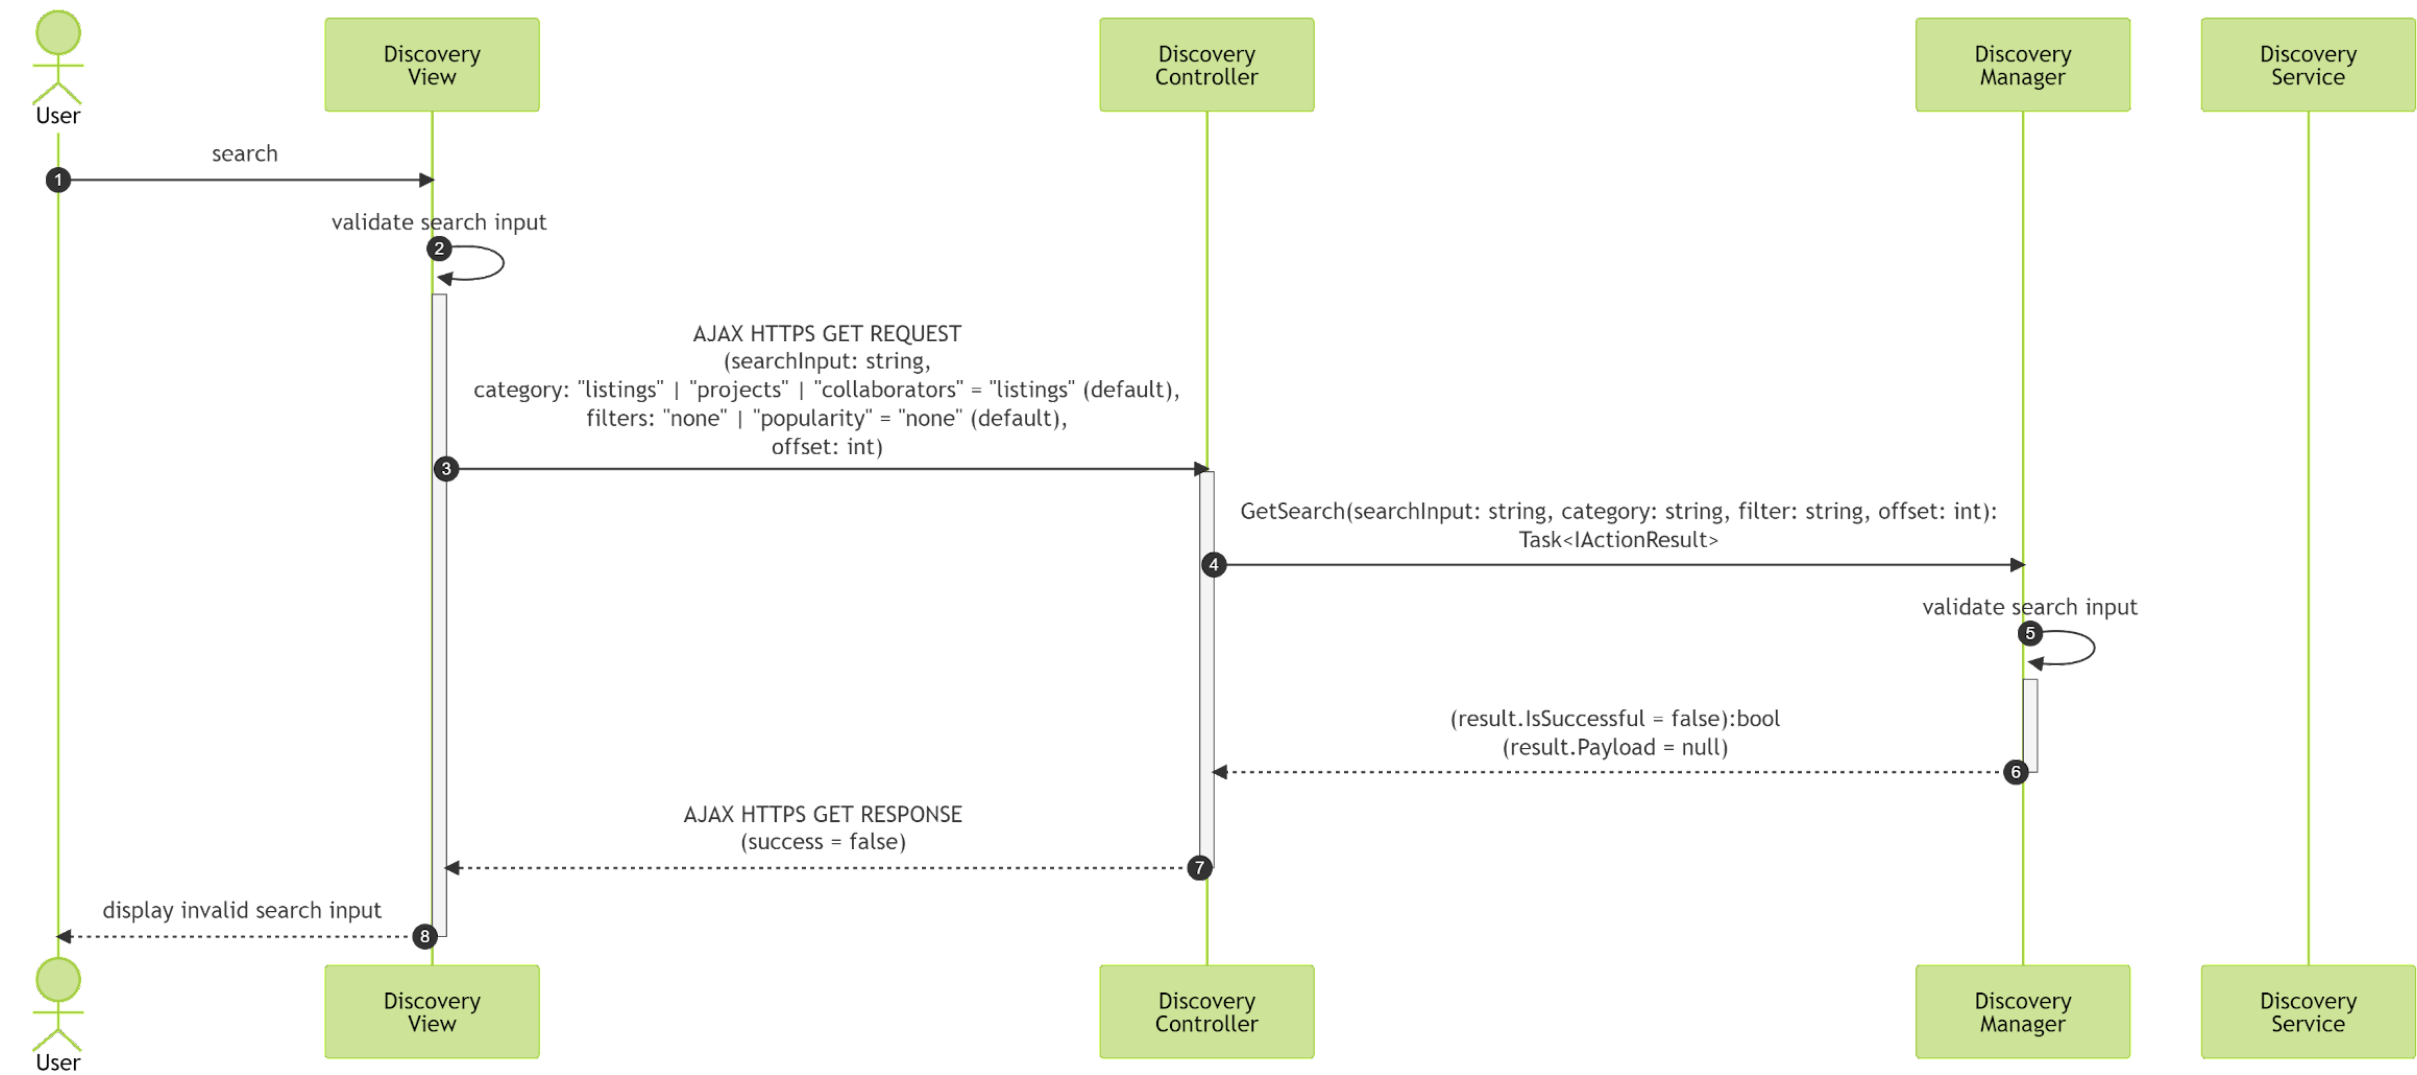 User
Discovery
View
Discovery
Controller
Discovery
Manager
Discovery
Service
1
search
validate search input
2
AJAX HTTPS GET REQUEST
(searchInput: string,
category: "listings" | "projects" | "collaborators" = "listings" (default),
filters: "none" | "popularity" = "none" (default),
offset: int)
3
GetSearch(searchInput: string, category: string, filter: string, offset: int):
Task<IActionResult>
4
validate search input
5
(result.IsSuccessful = false):bool
(result.Payload = null)
6
AJAX HTTPS GET RESPONSE
(success = false)
7
display invalid search input
8
User
Discovery
View
Discovery
Controller
Discovery
Manager
Discovery
Service